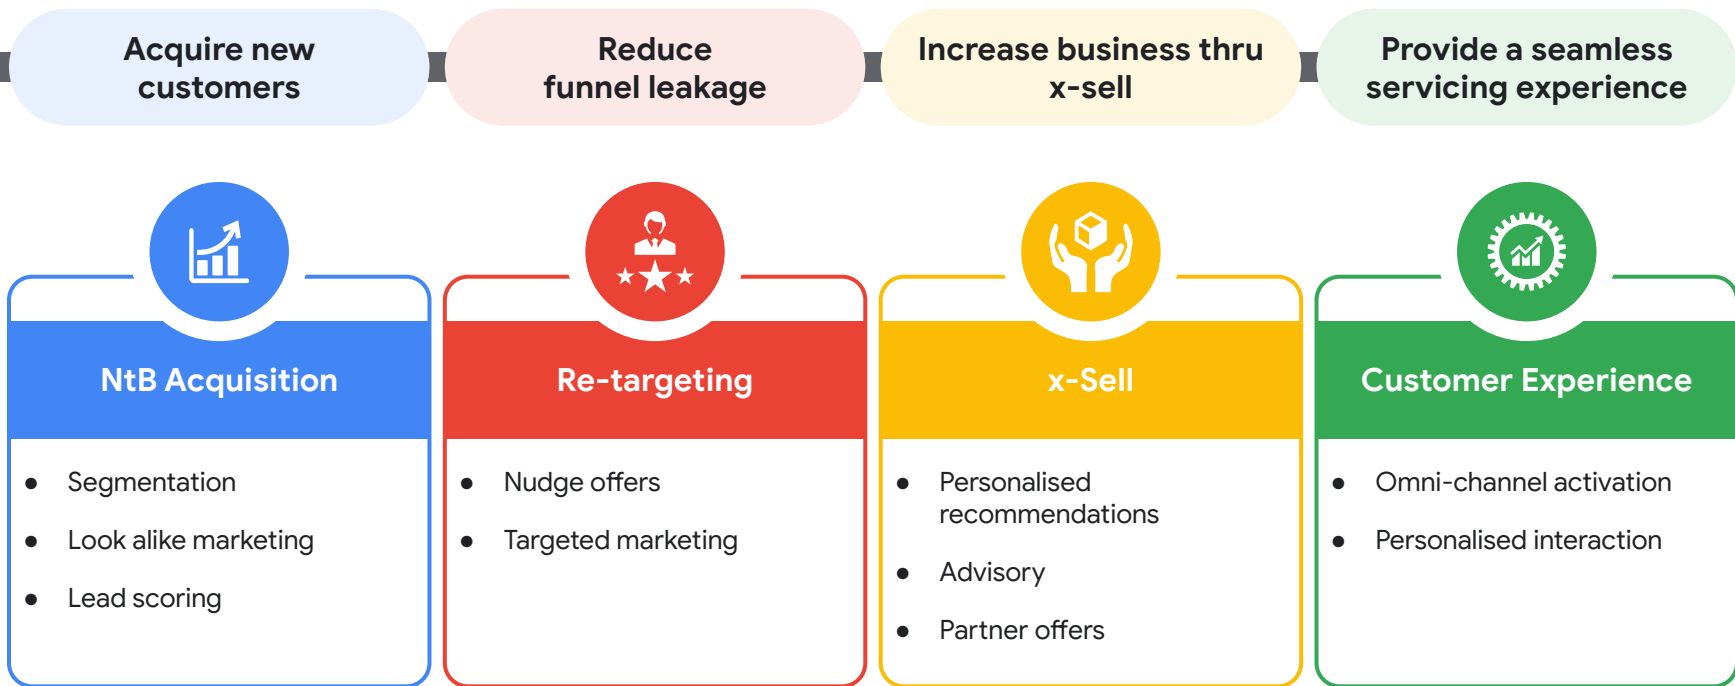 Acquire new
customers
Reduce
funnel leakage
Increase business thru
x-sell
Provide a seamless
servicing experience
NtB Acquisition
● Segmentation
● Look alike marketing
● Lead scoring
Re-targeting
● Nudge offers
● Targeted marketing
x-Sell
● Personalised
recommendations
● Advisory
● Partner offers
Customer Experience
● Omni-channel activation
● Personalised interaction